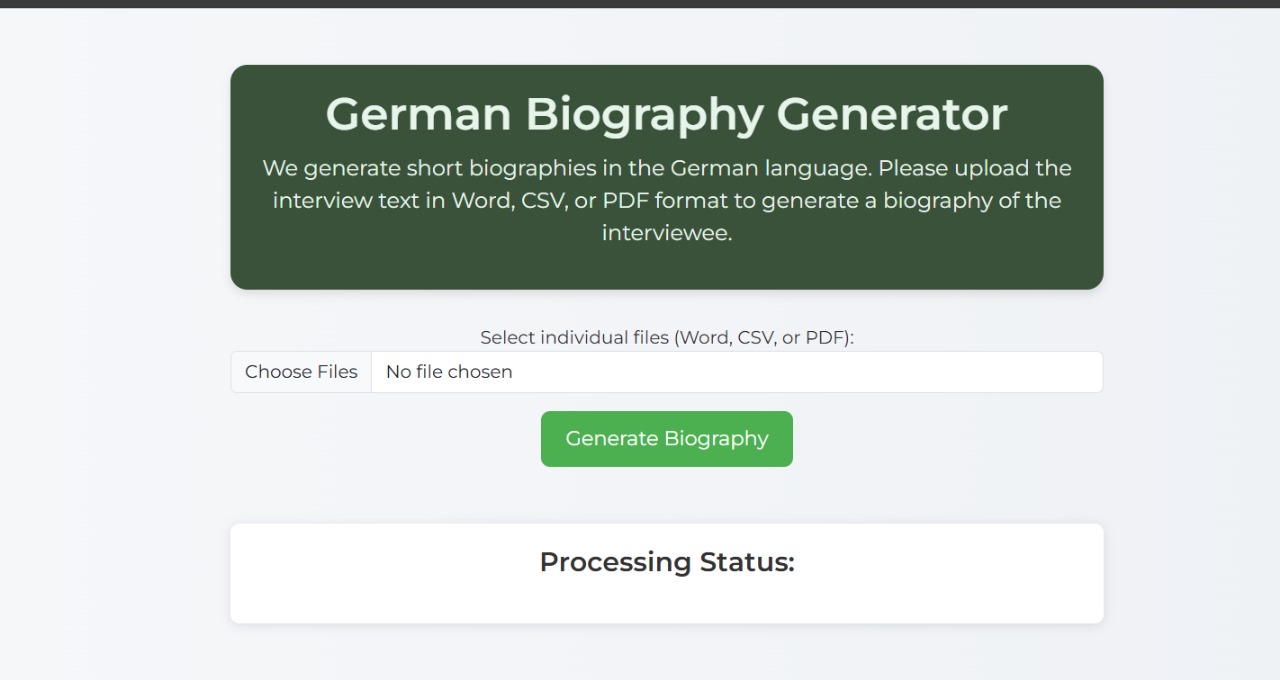 German Biography Generator
We generate short biographies in the German language. Please upload the
interview text in Word, CSV, or PDF format to generate a biography of the
interviewee.
Select individual files (Word, CSV, or PDF):
Choose Files No file chosen
Generate Biography
Processing Status: